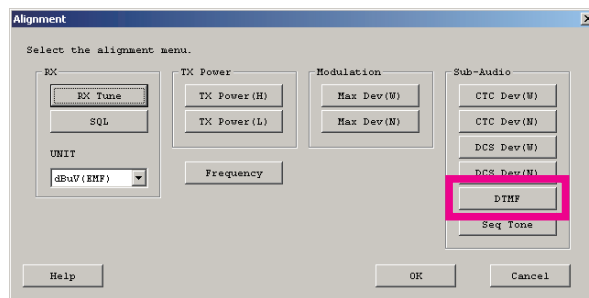 Alignment
Select the alignment menu.
RX
RX Tune
SQL
UNIT
dBuV(EMF)
TX Power
TX Power(H)
TX Power(L)
Frequency
Modulation
Max Dev(W)
Max Dev(N)
Sub-Audio
CTC Dev(W)
CTC Dev(N)
DCS Dev(W)
DCS Dev(N)
DTMF
Seq Tone
Help
OK
Cancel